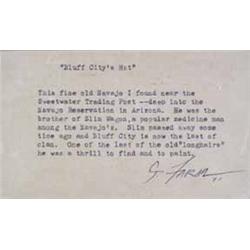 "Bluff City's Hat"
This fine old Navajo I found near the
Sweetwater Trading Post --deep into the
Navajo Reservation in Arizona. He was the
brother of Slim Wagon, a popular medicine man
among the Navajo's. Slim passed away some
time ago and Bluff City is now the last of
clan. One of the last of the old"longhairs"
he was a thrill to find and to paint.